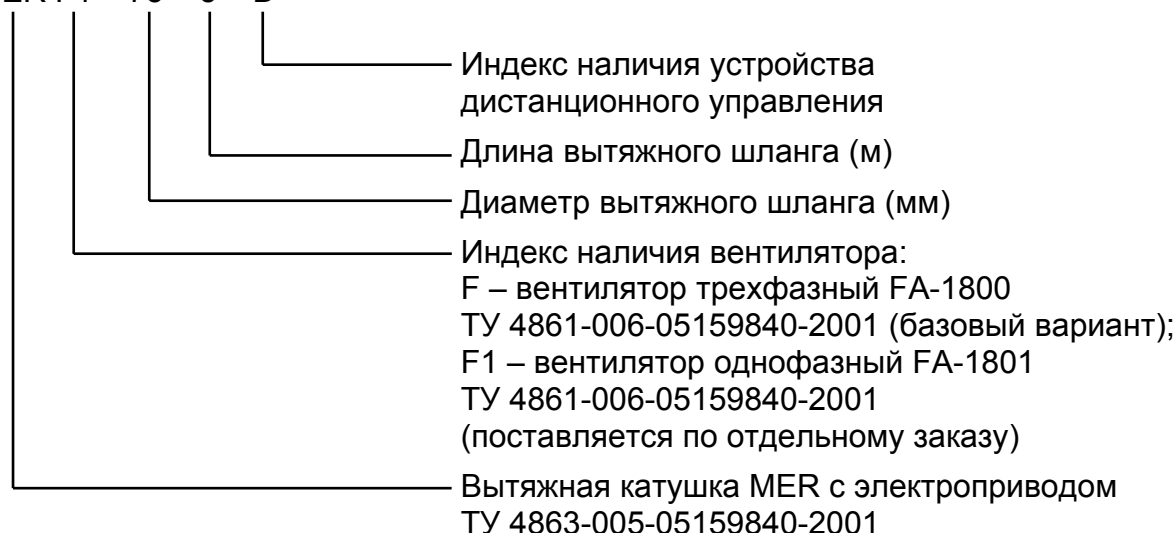 Индекс наличия устройства
дистанционного управления
Длина вытяжного шланга (м)
Диаметр вытяжного шланга (мм)
Индекс наличия вентилятора:
F – вентилятор трехфазный FA-1800
ТУ 4861-006-05159840-2001 (базовый вариант);
F1 – вентилятор однофазный FA-1801
ТУ 4861-006-05159840-2001
(поставляется по отдельному заказу)
Вытяжная катушка MER с электроприводом
ТУ 4863-005-05159840-2001